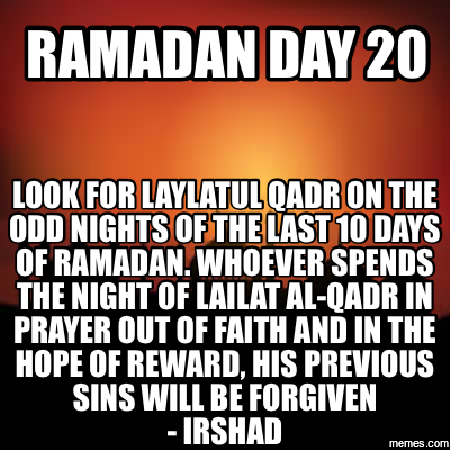 RAMADAN DAY 20
LOOK FOR LAYLATUL QADR ON THE
ODD NIGHTS OF THE LAST 10 DAYS
OF RAMADAN. WHOEVER SPENDS
THE NIGHT OF LAILAT AL-QADR IN
PRAYER OUT OF FAITH AND IN THE
HOPE OF REWARD, HIS PREVIOUS
SINS WILL BE FORGIVEN
- IRSHAD
memes.com